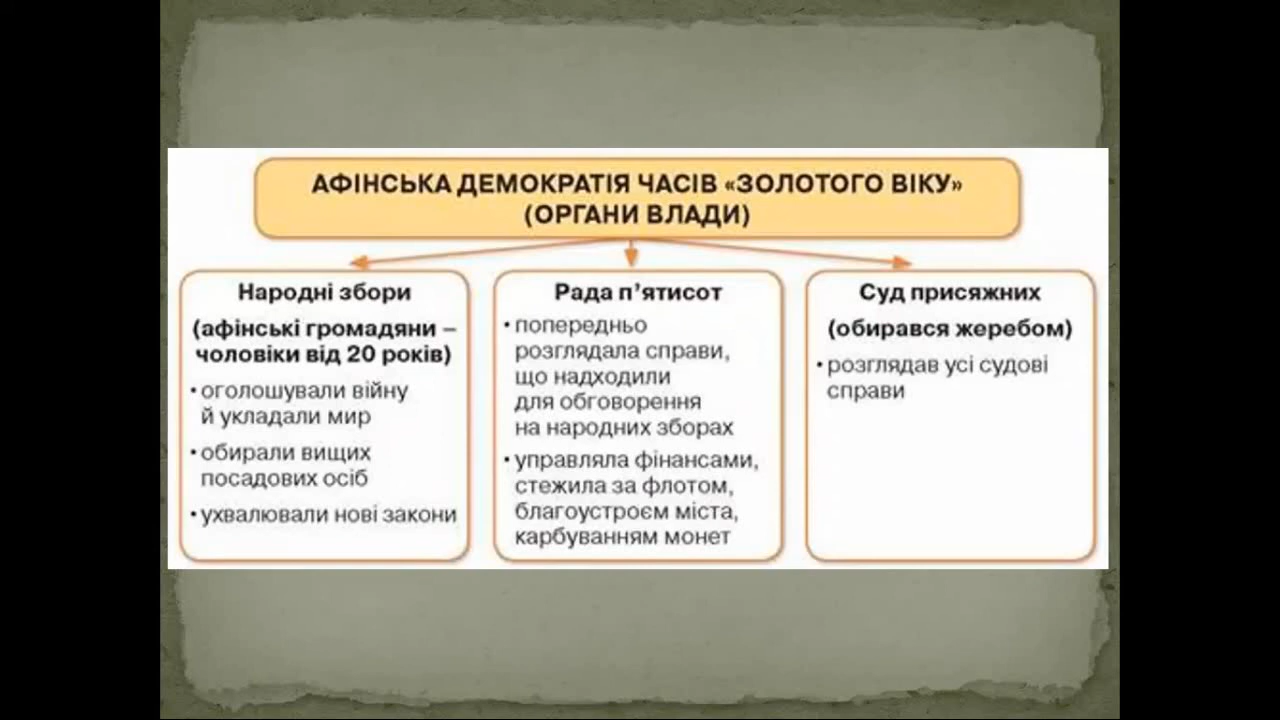 АФІНСЬКА ДЕМОКРАТІЯ ЧАСІВ «ЗОЛОТОГО ВІКУ»
(ОРГАНИ ВЛАДИ)
Народні збори
(афінські громадяни –
чоловіки від 20 років)
• оголошували війну
й укладали мир
• обирали вищих
посадових осіб
• ухвалювали нові закони
Рада п’ятисот
• попередньо
розглядала справи,
що надходили
для обговорення
на народних зборах
• управляла фінансами,
стежила за флотом,
благоустроєм міста,
карбуванням монет
Суд присяжних
(обирався жеребом)
• розглядав усі судові
справи